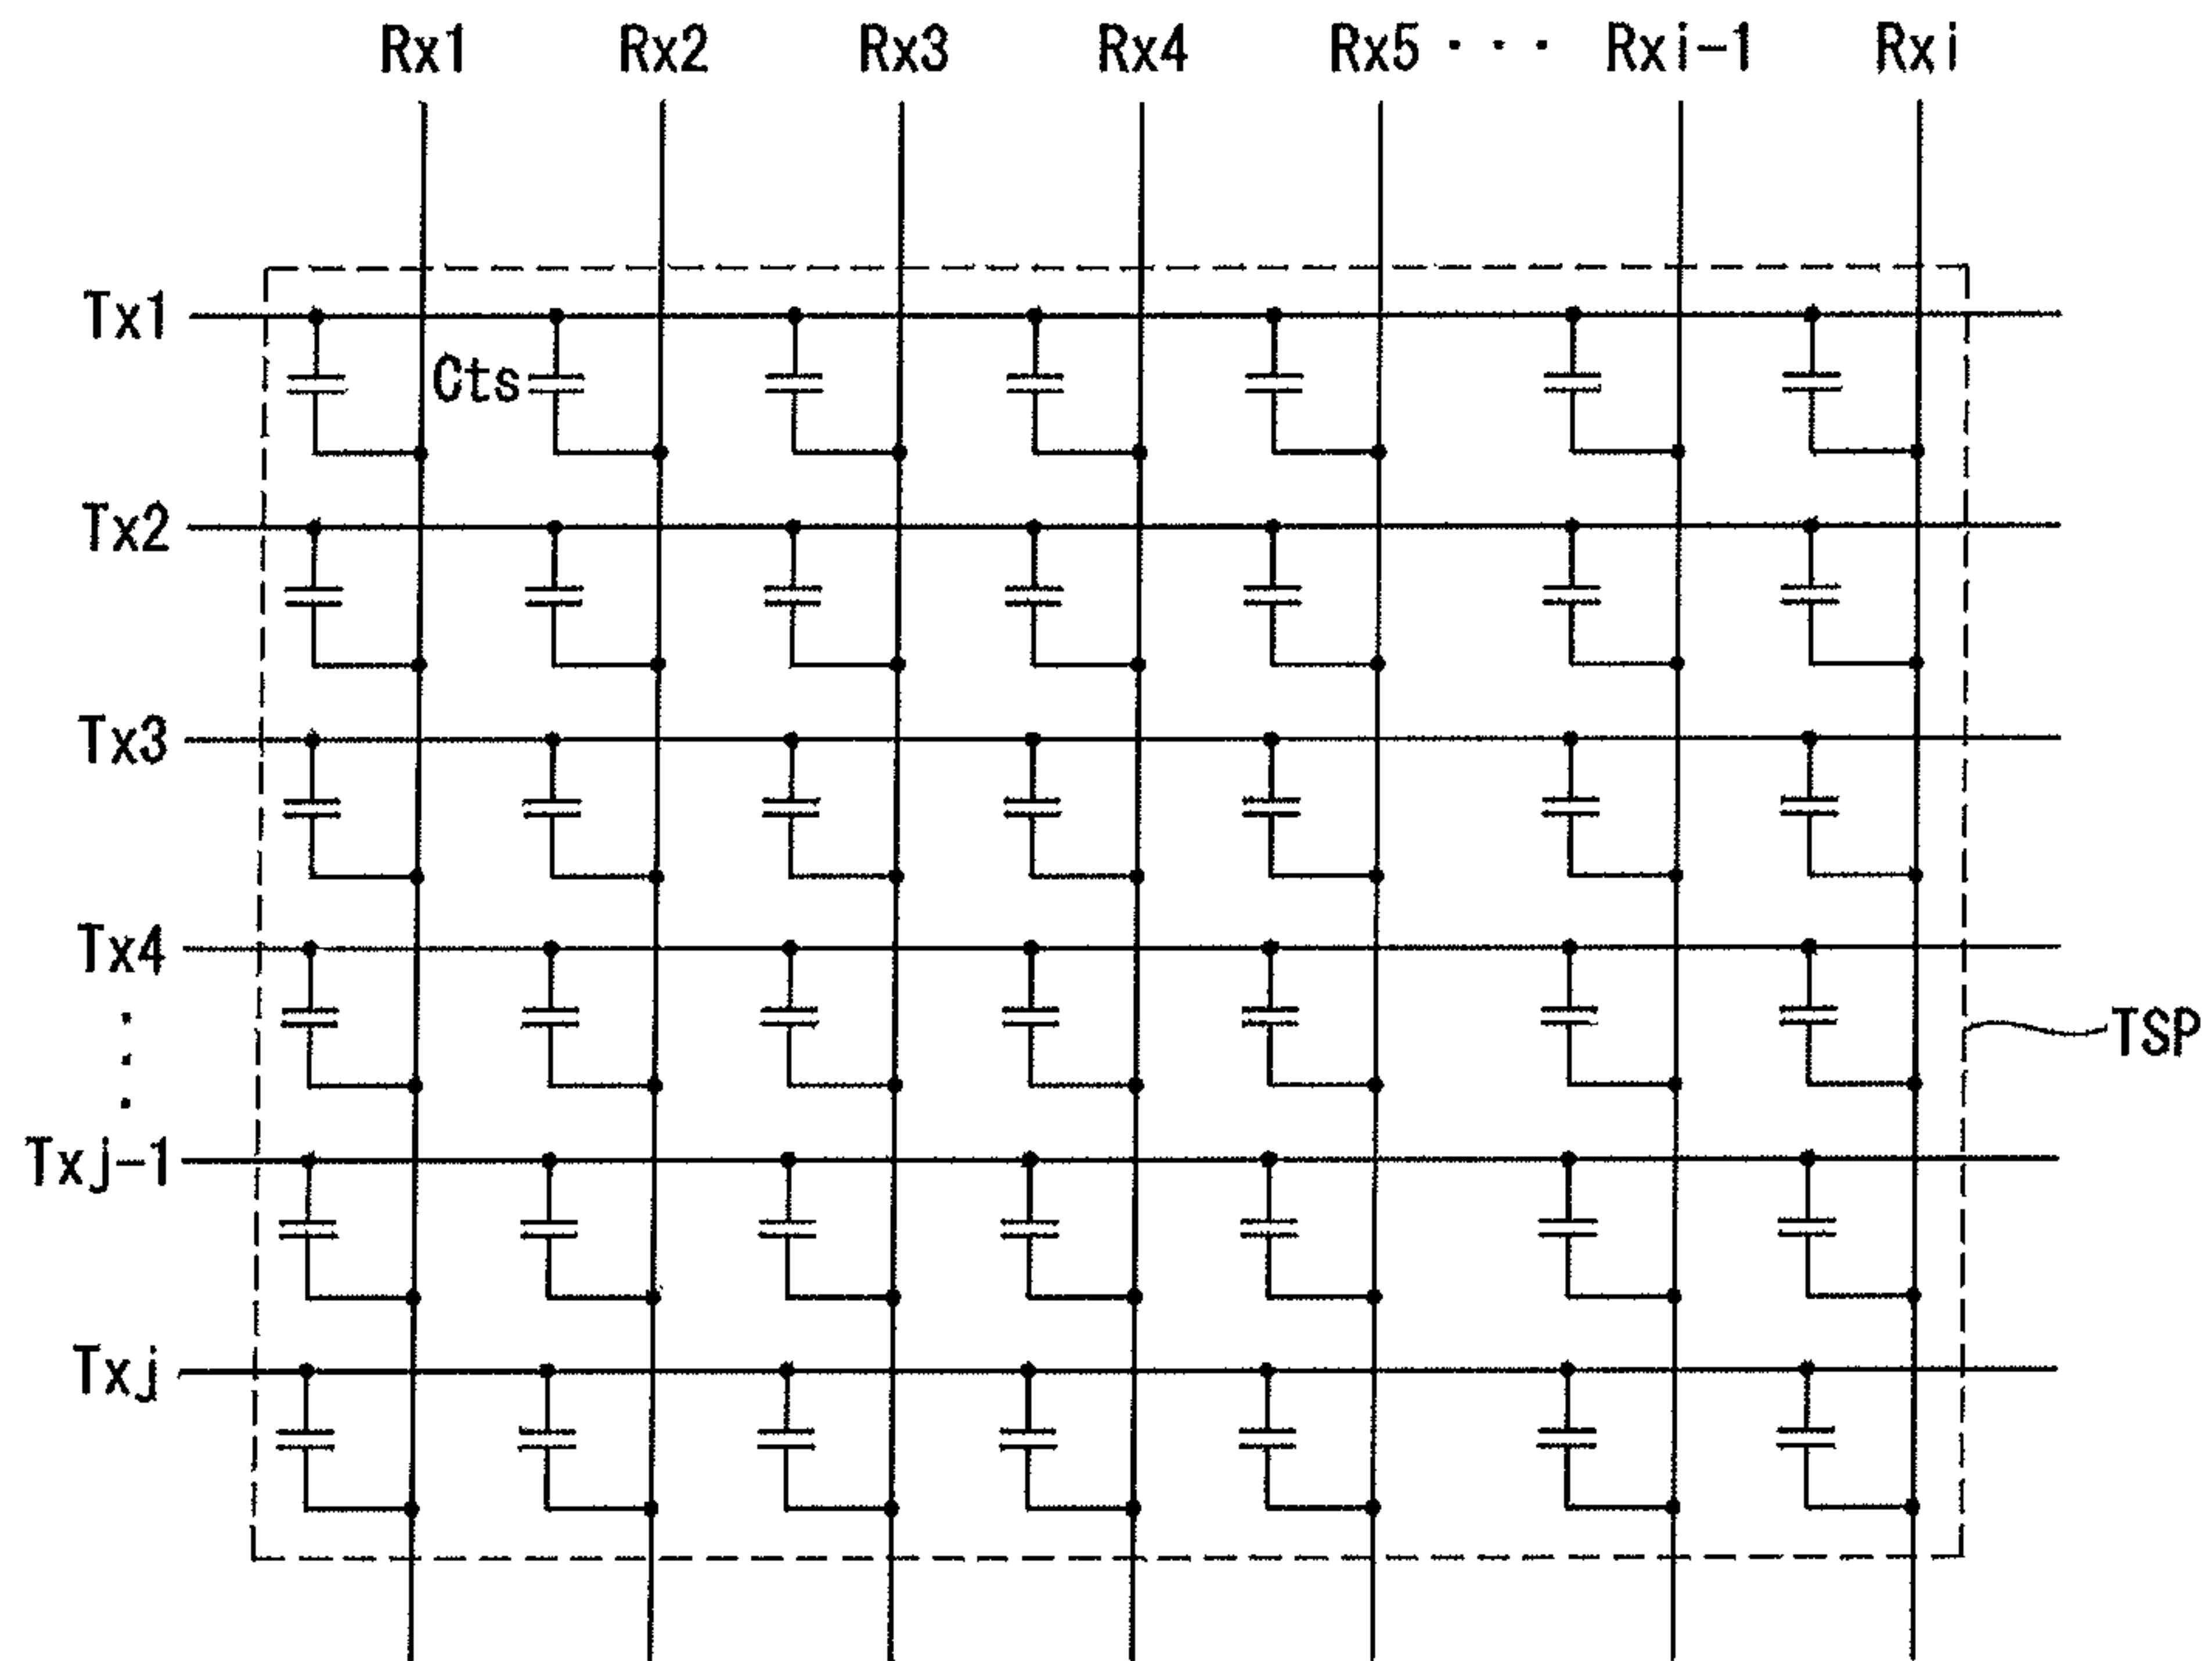 Rx1 Rx2 Rx3 Rx4 Rx5 ··· Rxi-1 Rxi
Tx1
Cts
Tx2
Tx3
Tx4
TSP
Txj-1
Txj